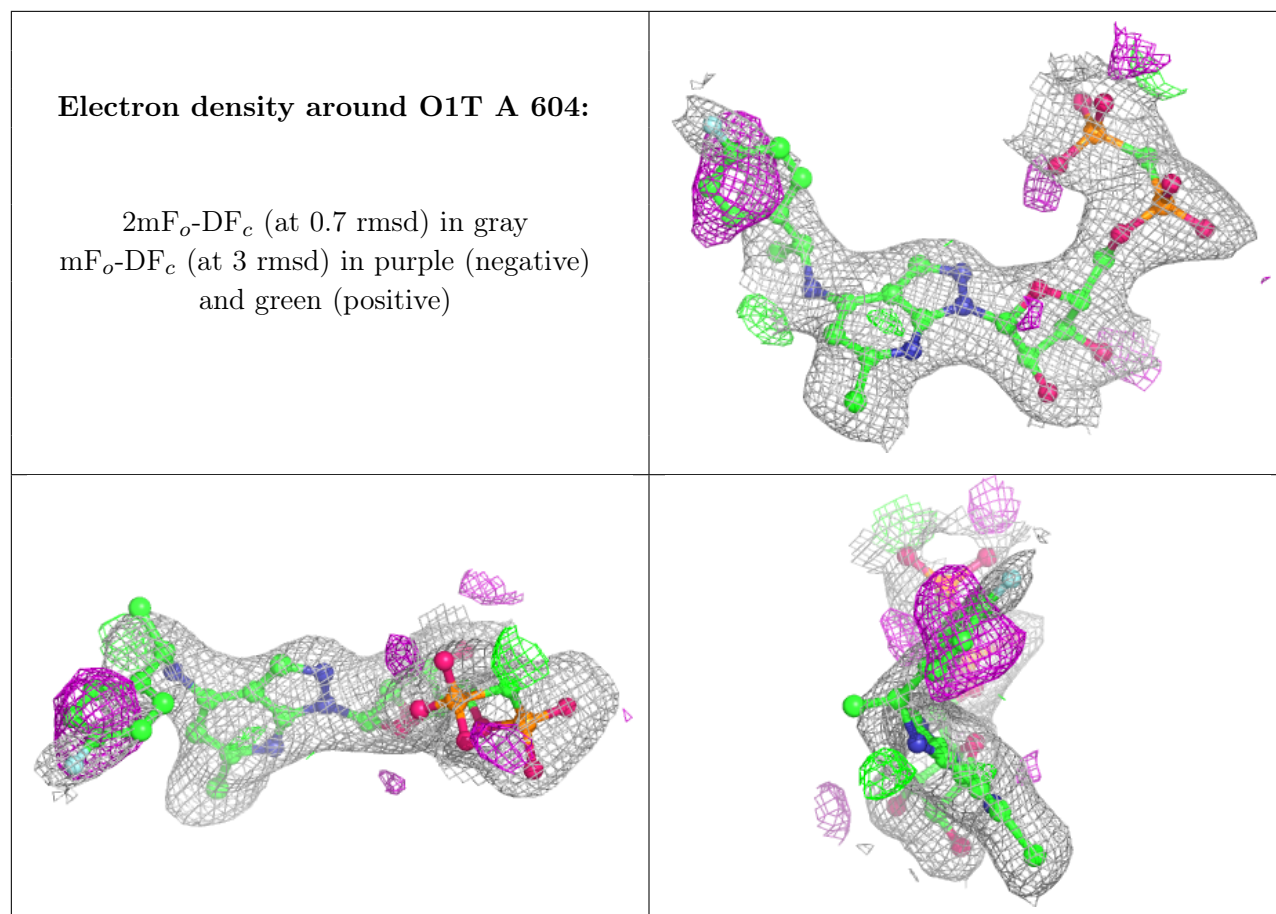 Electron density around O1T A 604:
2mFₒ-DF𝒸 (at 0.7 rmsd) in gray
mFₒ-DF𝒸 (at 3 rmsd) in purple (negative)
and green (positive)